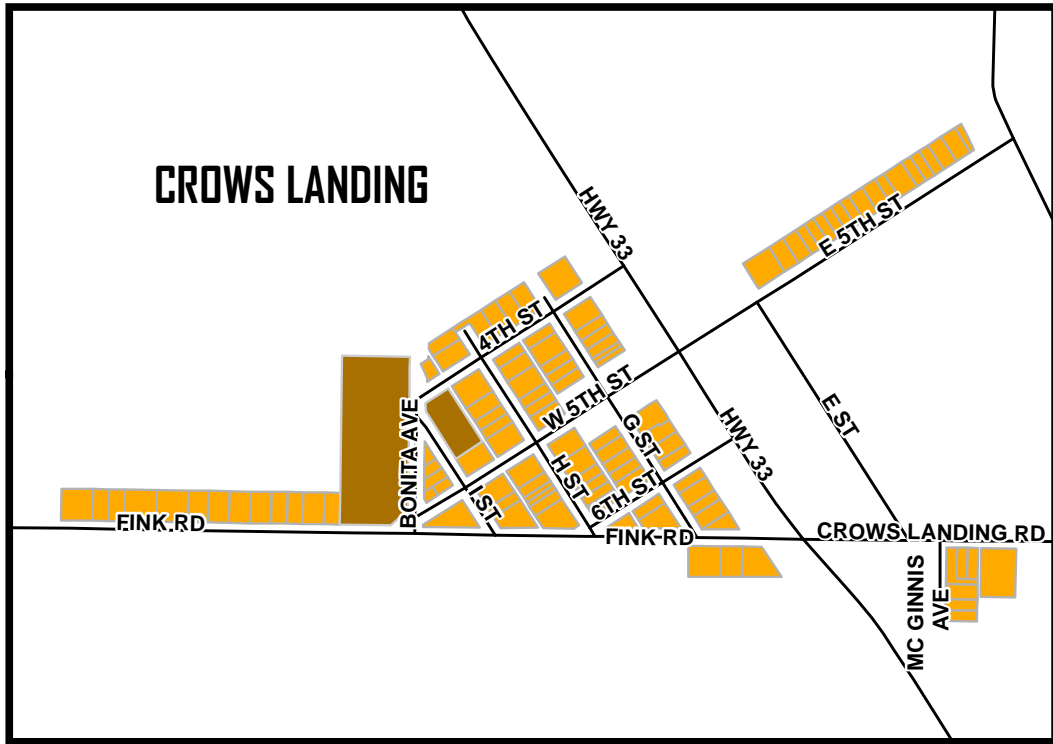 CROWS LANDING
HWY 33
E 5TH ST
4TH ST
W 5TH ST
E ST
BONITA AVE
G ST
HWY 33
H ST
I ST
6TH ST
FINK RD
FINK RD
CROWS LANDING RD
MC GINNIS
AVE